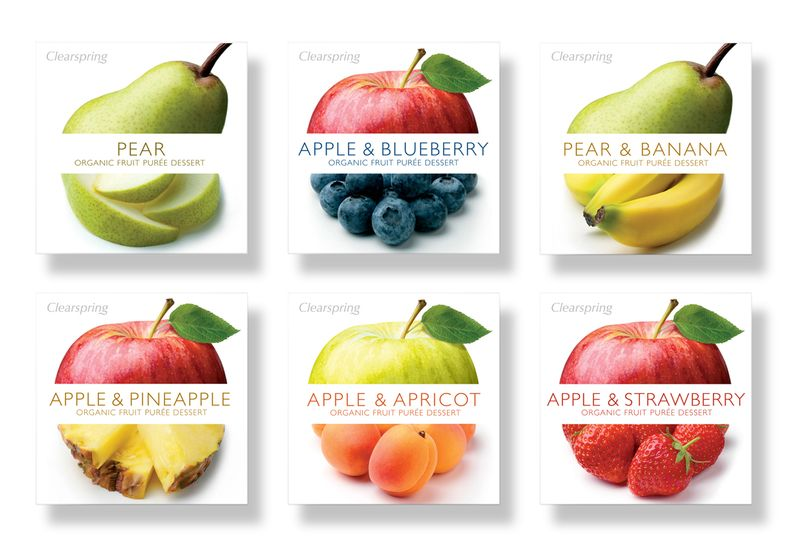 Clearspring
PEAR
ORGANIC FRUIT PURÉE DESSERT
Clearspring
APPLE & BLUEBERRY
ORGANIC FRUIT PURÉE DESSERT
Clearspring
PEAR & BANANA
ORGANIC FRUIT PURÉE DESSERT
Clearspring
APPLE & PINEAPPLE
ORGANIC FRUIT PURÉE DESSERT
Clearspring
APPLE & APRICOT
ORGANIC FRUIT PURÉE DESSERT
Clearspring
APPLE & STRAWBERRY
ORGANIC FRUIT PURÉE DESSERT